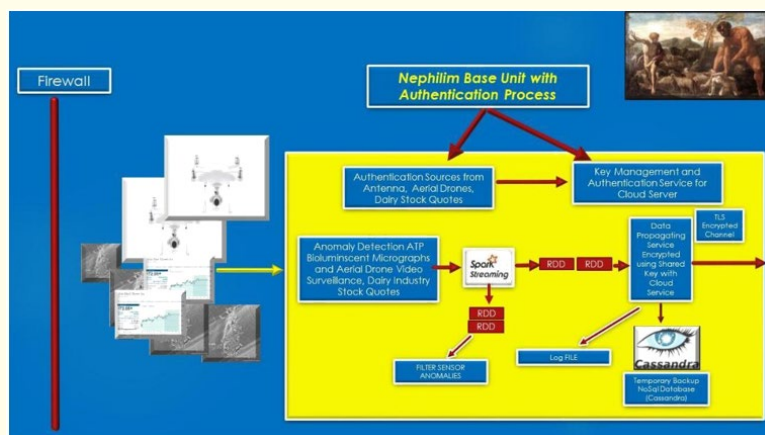 Firewall
Nephilim Base Unit with
Authentication Process
Authentication Sources from
Antenna, Aerial Drones,
Dairy Stock Quotes
Key Management and
Authentication Service for
Cloud Server
TLS
Encrypted
Channel
Data
Propagating
Service
Encrypted
using Shared
Key with
Cloud
Service
Anomaly Detection ATP
Bioluminscent Micrographs
and Aerial Drone Video
Surveillance, Dairy Industry
Stock Quotes
Spark
Streaming
RDD
RDD
RDD
RDD
FILTER SENSOR
ANOMALIES
Log FILE
Cassandra
Temporary Backup
NoSql Database
(Cassandra)